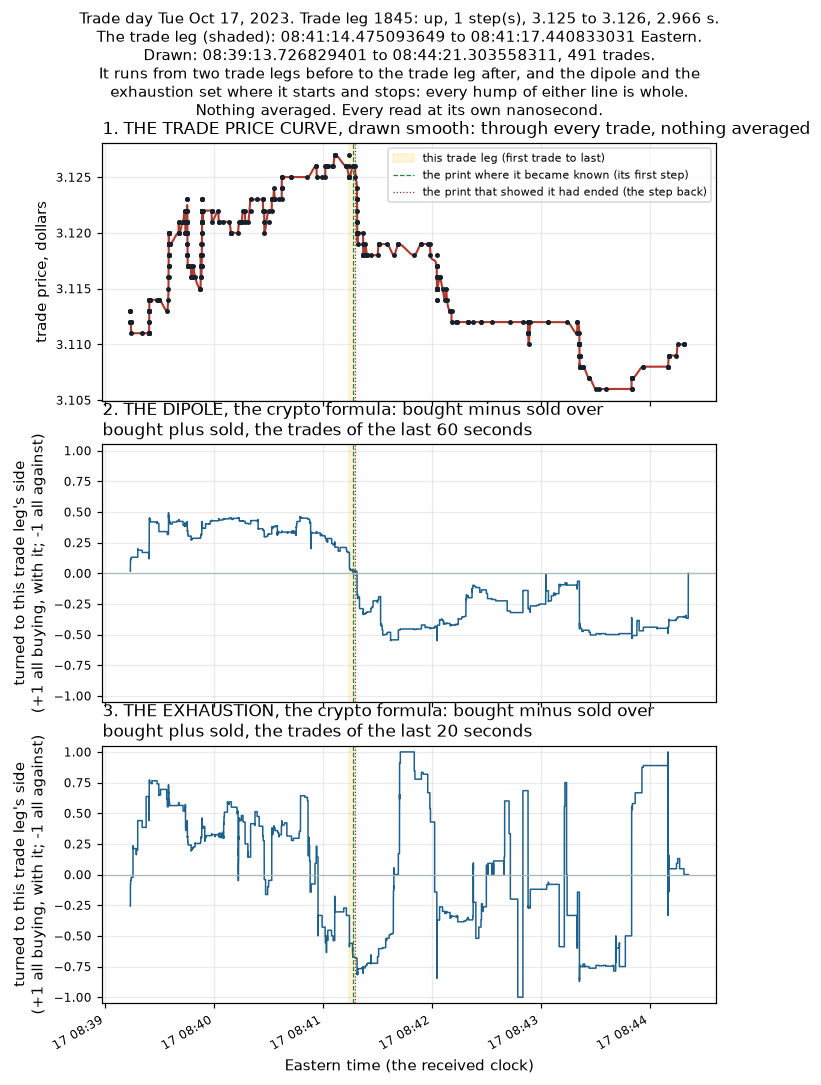 Trade day Tue Oct 17, 2023. Trade leg 1845: up, 1 step(s), 3.125 to 3.126, 2.966 s.
The trade leg (shaded): 08:41:14.475093649 to 08:41:17.440833031 Eastern.
Drawn: 08:39:13.726829401 to 08:44:21.303558311, 491 trades.
It runs from two trade legs before to the trade leg after, and the dipole and the
exhaustion set where it starts and stops: every hump of either line is whole.
Nothing averaged. Every read at its own nanosecond.
1. THE TRADE PRICE CURVE, drawn smooth: through every trade, nothing averaged
this trade leg (first trade to last)
the print where it became known (its first step)
the print that showed it had ended (the step back)
trade price, dollars
3.125
3.120
3.115
3.110
3.105
2. THE DIPOLE, the crypto formula: bought minus sold over
bought plus sold, the trades of the last 60 seconds
turned to this trade leg's side
(+1 all buying, with it; -1 all against)
1.00
0.75
0.50
0.25
0.00
−0.25
−0.50
−0.75
−1.00
3. THE EXHAUSTION, the crypto formula: bought minus sold over
bought plus sold, the trades of the last 20 seconds
turned to this trade leg's side
(+1 all buying, with it; -1 all against)
1.00
0.75
0.50
0.25
0.00
−0.25
−0.50
−0.75
−1.00
17 08:39
17 08:40
17 08:41
17 08:42
17 08:43
17 08:44
Eastern time (the received clock)